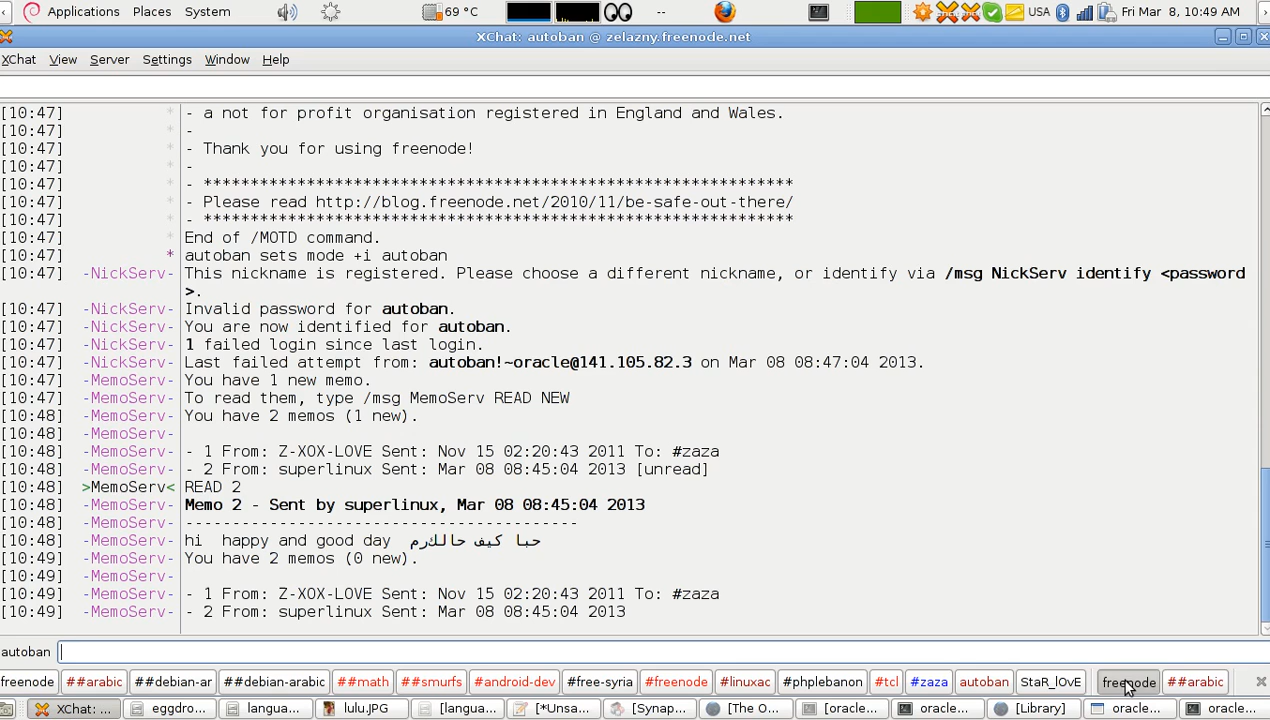 Applications Places System 69 °C -- USA Fri Mar 8, 10:49 AM
XChat: autoban @ zelazny.freenode.net
XChat View Server Settings Window Help
[10:47] * - a not for profit organisation registered in England and Wales.
[10:47] * -
[10:47] * - Thank you for using freenode!
[10:47] * -
[10:47] * - ***************************************************************
[10:47] * - Please read http://blog.freenode.net/2010/11/be-safe-out-there/
[10:47] * - ***************************************************************
[10:47] * End of /MOTD command.
[10:47] * autoban sets mode +i autoban
[10:47] -NickServ- This nickname is registered. Please choose a different nickname, or identify via /msg NickServ identify <password
>.
[10:47] -NickServ- Invalid password for autoban.
[10:47] -NickServ- You are now identified for autoban.
[10:47] -NickServ- 1 failed login since last login.
[10:47] -NickServ- Last failed attempt from: autoban!~oracle@141.105.82.3 on Mar 08 08:47:04 2013.
[10:47] -MemoServ- You have 1 new memo.
[10:47] -MemoServ- To read them, type /msg MemoServ READ NEW
[10:48] -MemoServ- You have 2 memos (1 new).
[10:48] -MemoServ-
[10:48] -MemoServ- - 1 From: Z-XOX-LOVE Sent: Nov 15 02:20:43 2011 To: #zaza
[10:48] -MemoServ- - 2 From: superlinux Sent: Mar 08 08:45:04 2013 [unread]
[10:48] >MemoServ< READ 2
[10:48] -MemoServ- Memo 2 - Sent by superlinux, Mar 08 08:45:04 2013
[10:48] -MemoServ- ------------------------------------------
[10:48] -MemoServ- hi happy and good day حبا كيف حالكرم
[10:49] -MemoServ- You have 2 memos (0 new).
[10:49] -MemoServ-
[10:49] -MemoServ- - 1 From: Z-XOX-LOVE Sent: Nov 15 02:20:43 2011 To: #zaza
[10:49] -MemoServ- - 2 From: superlinux Sent: Mar 08 08:45:04 2013
autoban
freenode ##arabic ##debian-ar ##math ##smurfs #android-dev #free-syria #freenode #linuxac #phplebanon #tcl #zaza autoban StaR_lOvE freenode ##arabic
XChat: ... eggdro... langua... lulu.JPG [langua... [*Unsa... [Synap... [The O... [oracle... oracle... [Library] oracle... oracle...